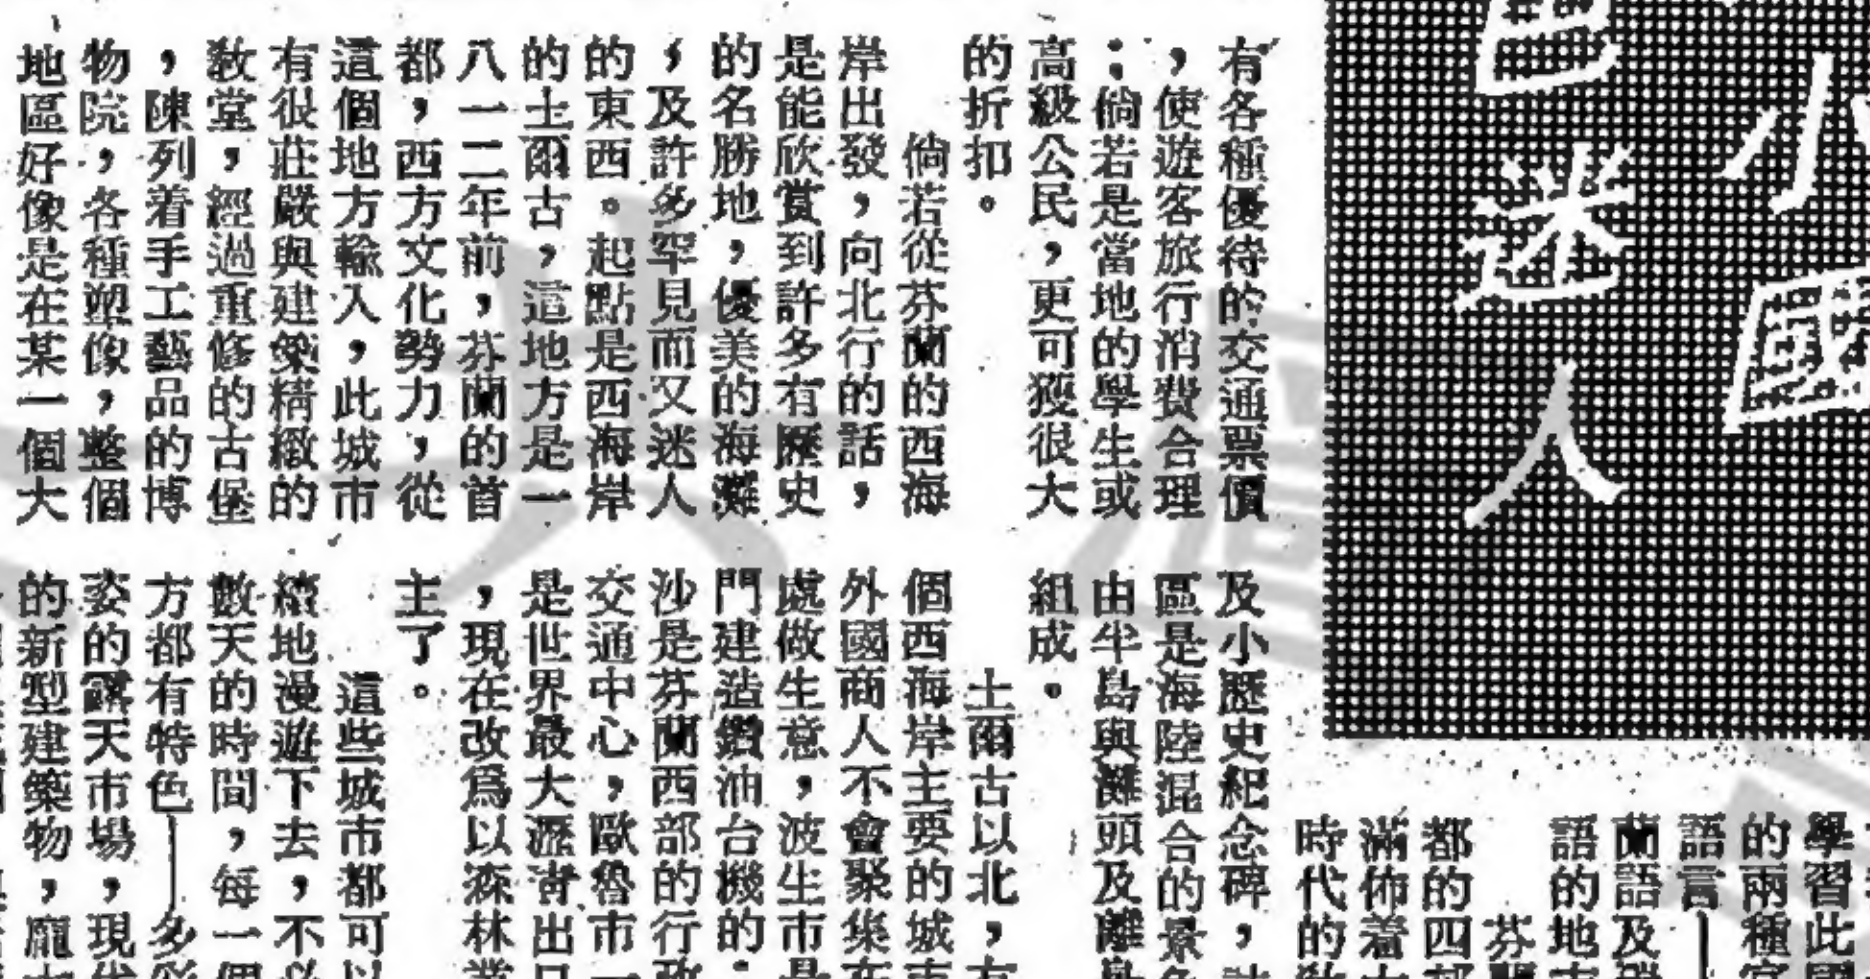 小國
迷人
有各種優待的交通票價
，使遊客旅行消費合理
；倘若是當地的學生或
高級公民，更可獲很大
的折扣。
倘若從芬蘭的西海
岸出發，向北行的話，
是能欣賞到許多有歷史
的名勝地，優美的海灘
，及許多罕見而又迷人
的東西。起點是西海岸
的土爾古，這地方是一
八一二年前，芬蘭的首
都，西方文化勢力，從
這個地方輸入，此城市
有很莊嚴與建築精緻的
教堂，經過重修的古堡
，陳列着手工藝品的博
物院，各種塑像，整個
地區好像是在某一個大
學習此國
的兩種
語言——
蘭語及
語的地
芬
都的四
滿佈着
時代的
及小歷史紀念碑，
區是海陸混合的景
由半島與灘頭及離
組成。
土爾古以北，
個西海岸主要的城
外國商人不會聚集
處做生意，波生市
門建造鑽油台機的
沙是芬蘭西部的行
交通中心，歐魯市
是世界最大瀝青出
，現在改爲以森林
主了。
這些城市都可
續地漫遊下去，不
數天的時間，每一
方都有特色——多
姿的露天市場，現
的新型建築物，龐